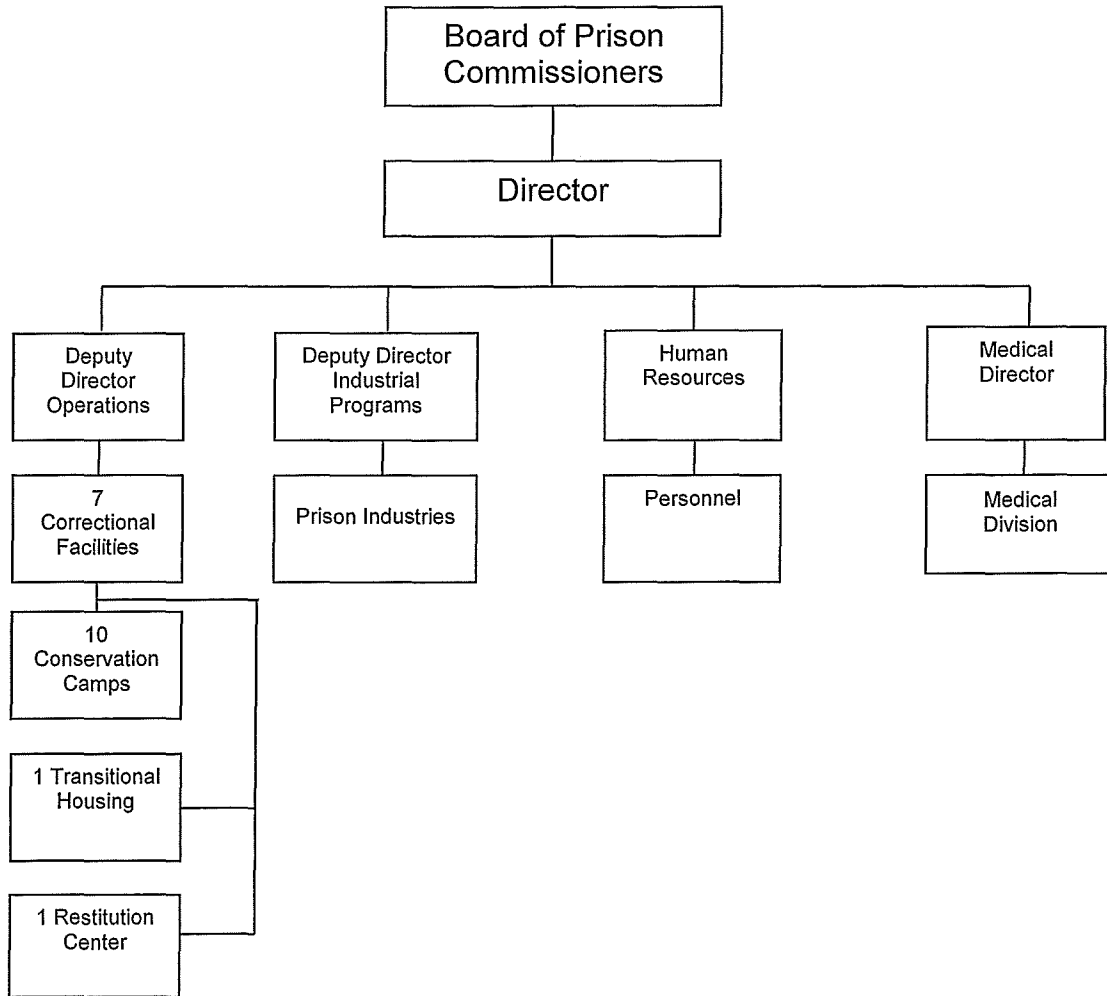 Board of Prison
Commissioners
Director
Deputy
Director
Operations
Deputy Director
Industrial
Programs
Human
Resources
Medical
Director
7
Correctional
Facilities
Prison Industries
Personnel
Medical
Division
10
Conservation
Camps
1 Transitional
Housing
1 Restitution
Center